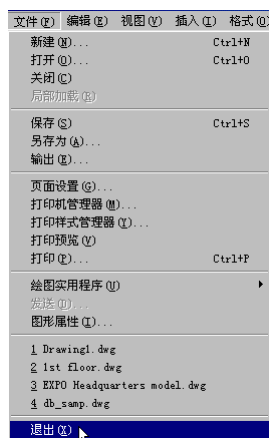 文件(F) 编辑(E) 视图(V) 插入(I) 格式(O)
新建(N)... Ctrl+N
打开(O)... Ctrl+O
关闭(C)
局部加载(R)
保存(S) Ctrl+S
另存为(A)...
输出(E)...
页面设置(G)...
打印机管理器(M)...
打印样式管理器(Y)...
打印预览(V)
打印(P)... Ctrl+P
绘图实用程序(U)
发送(D)...
图形属性(I)...
1 Drawing1.dwg
2 1st floor.dwg
3 EXPO Headquarters model.dwg
4 db_samp.dwg
退出(X)